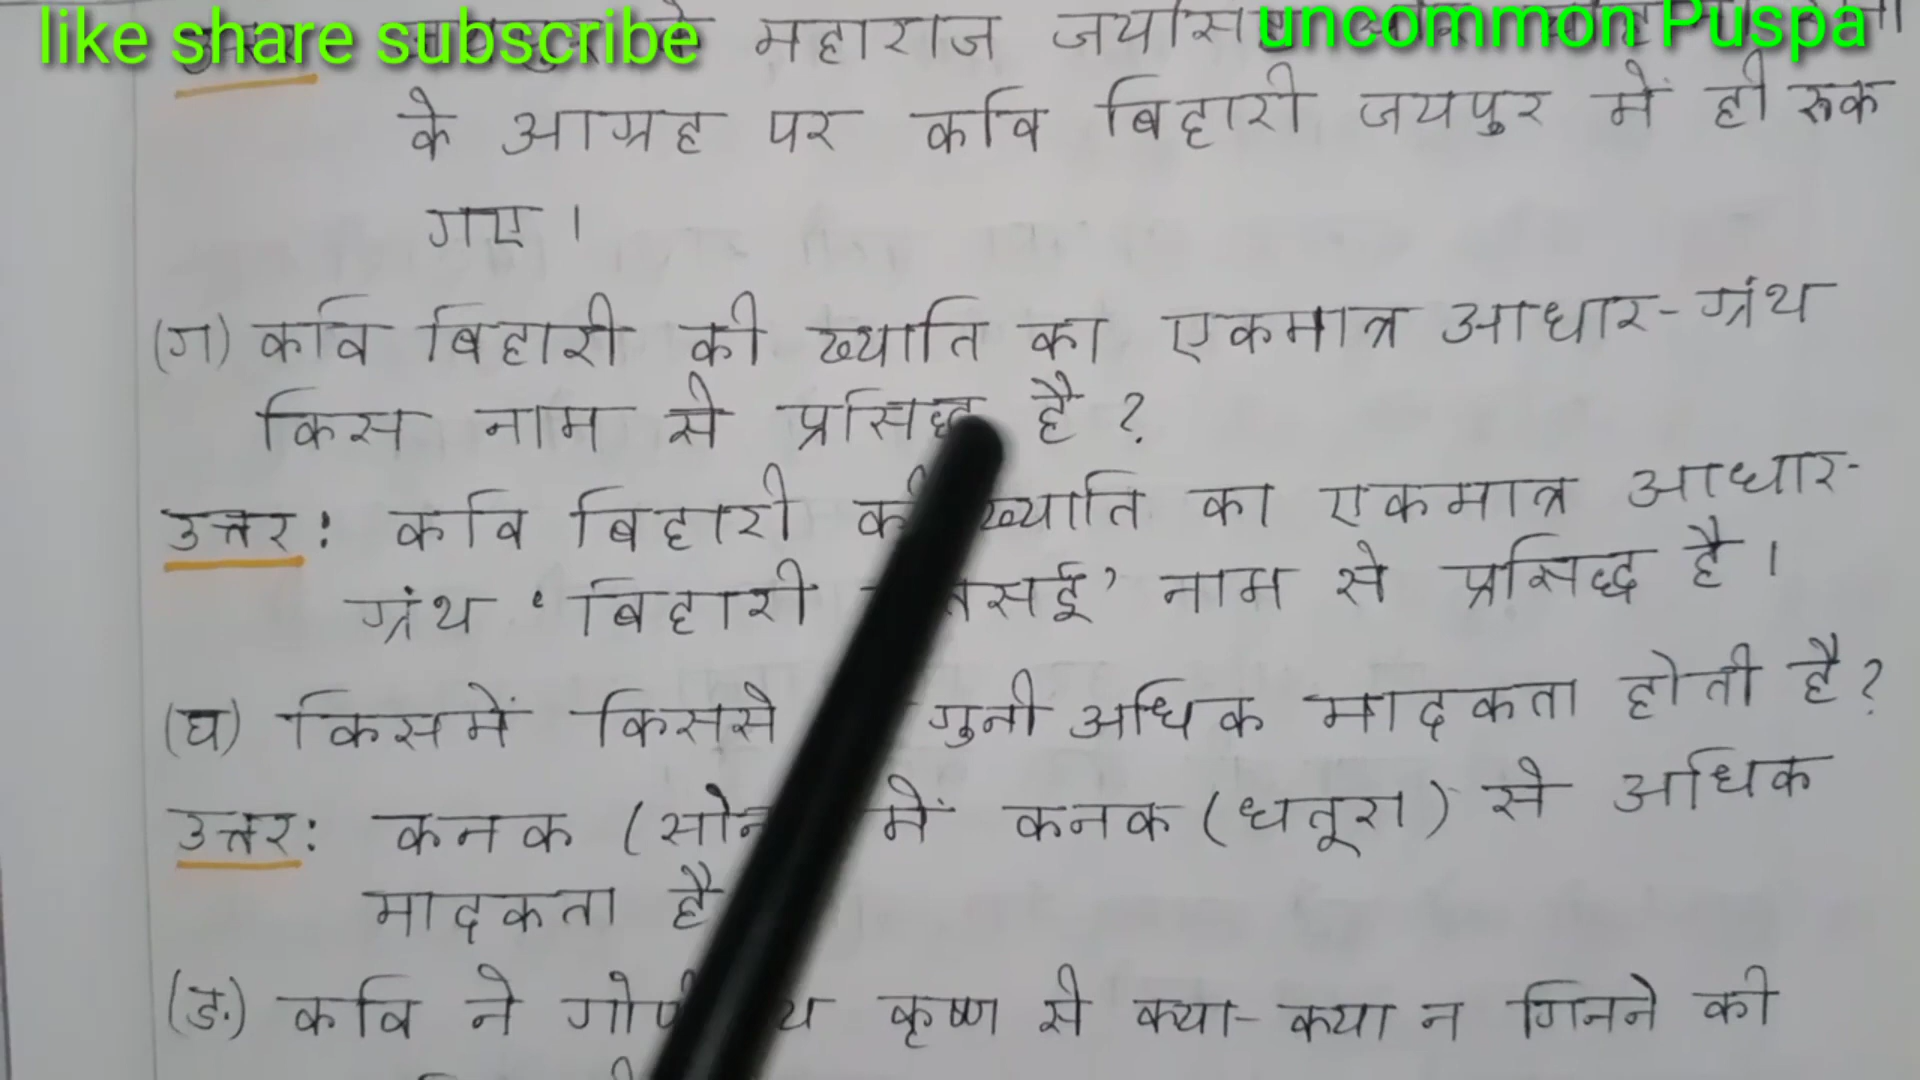 like share subscribe
uncommon Puspa
महाराज
के आग्रह पर कवि बिहारी जयपुर में ही रूक
गए ।
(ग) कवि बिहारी की ख्याति का एकमात्र आधार-ग्रंथ
किस नाम से प्रसिद्ध है ?
उत्तर : कवि बिहारी की ख्याति का एकमात्र आधार-
ग्रंथ 'बिहारी नाम से प्रसिद्ध है ।
(घ) किसमें किससे गुनी अधिक मादकता होती है ?
उत्तर : कनक में कनक (धतूरा) से अधिक
मादकता है
(ङ) कवि ने कृष्ण से क्या-क्या न गिनने की